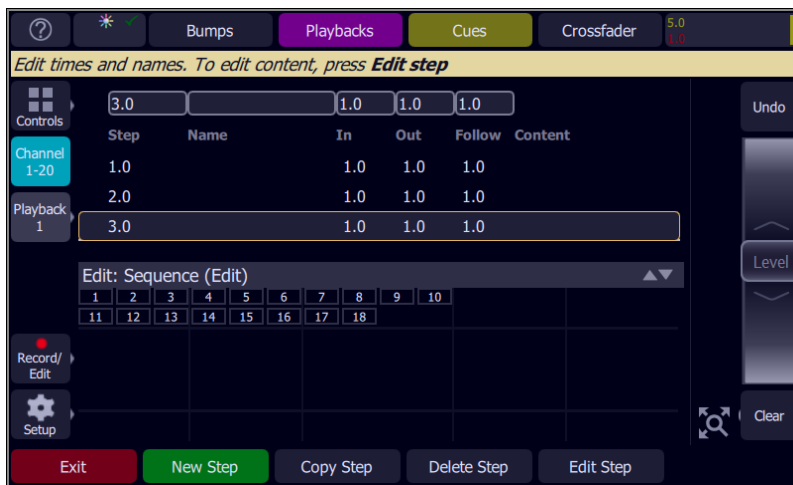 ?
Bumps
Playbacks
Cues
Crossfader
5.0
1.0
Edit times and names. To edit content, press Edit step
Controls
3.0 1.0 1.0 1.0
Undo
Step Name In Out Follow Content
Channel
1-20
1.0 1.0 1.0 1.0
2.0 1.0 1.0 1.0
Playback
1
3.0 1.0 1.0 1.0
Level
Edit: Sequence (Edit)
1 2 3 4 5 6 7 8 9 10
11 12 13 14 15 16 17 18
Record/
Edit
Setup
Clear
Exit
New Step
Copy Step
Delete Step
Edit Step